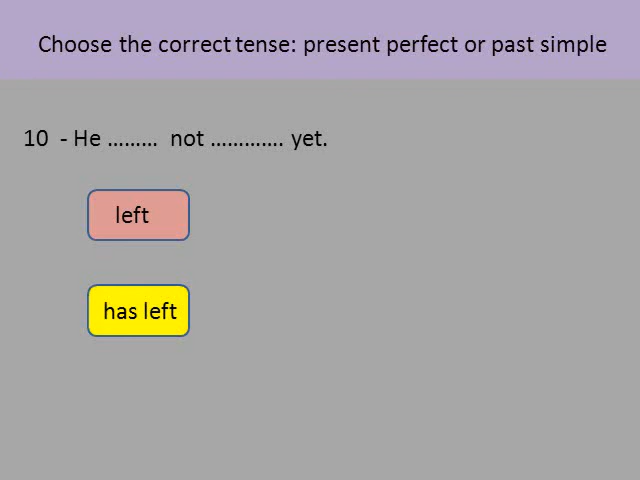 Choose the correct tense: present perfect or past simple
10 - He ……… not …………. yet.
left
has left